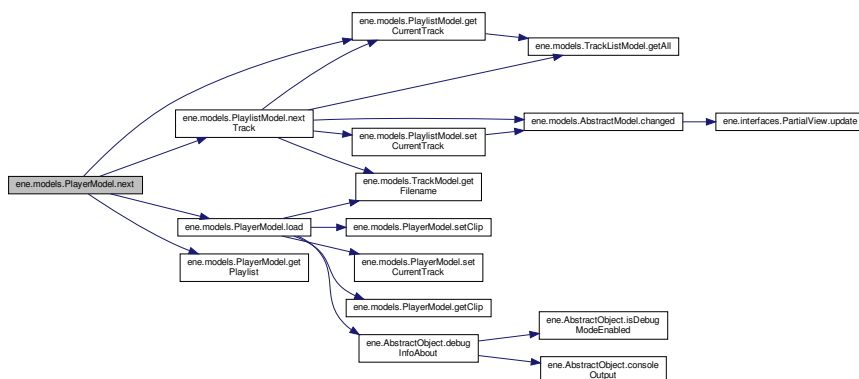 ene.models.PlaylistModel.get
CurrentTrack
ene.models.TrackListModel.getAll
ene.models.PlaylistModel.next
Track
ene.models.AbstractModel.changed
ene.interfaces.PartialView.update
ene.models.PlaylistModel.set
CurrentTrack
ene.models.PlayerModel.next
ene.models.TrackModel.get
Filename
ene.models.PlayerModel.load
ene.models.PlayerModel.setClip
ene.models.PlayerModel.get
Playlist
ene.models.PlayerModel.set
CurrentTrack
ene.models.PlayerModel.getClip
ene.AbstractObject.isDebug
ModeEnabled
ene.AbstractObject.debug
InfoAbout
ene.AbstractObject.console
Output